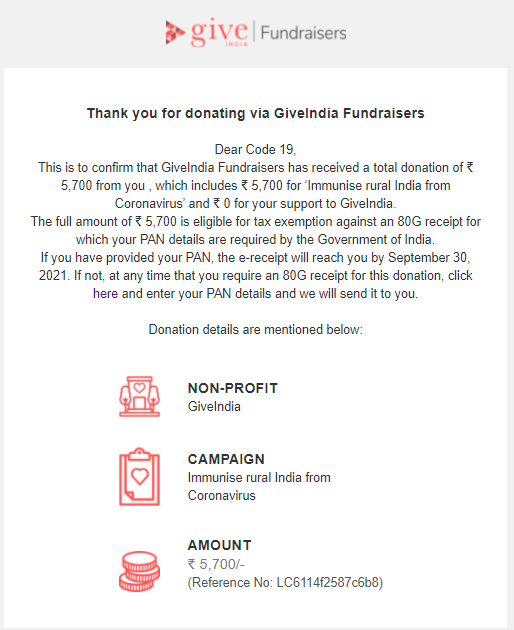 give
INDIA
Fundraisers
Thank you for donating via GiveIndia Fundraisers
Dear Code 19,
This is to confirm that GiveIndia Fundraisers has received a total donation of ₹
5,700 from you , which includes ₹ 5,700 for ‘Immunise rural India from
Coronavirus’ and ₹ 0 for your support to GiveIndia.
The full amount of ₹ 5,700 is eligible for tax exemption against an 80G receipt for
which your PAN details are required by the Government of India.
If you have provided your PAN, the e-receipt will reach you by September 30,
2021. If not, at any time that you require an 80G receipt for this donation, click
here and enter your PAN details and we will send it to you.
Donation details are mentioned below:
NON-PROFIT
GiveIndia
CAMPAIGN
Immunise rural India from
Coronavirus
AMOUNT
₹ 5,700/-
(Reference No: LC6114f2587c6b8)